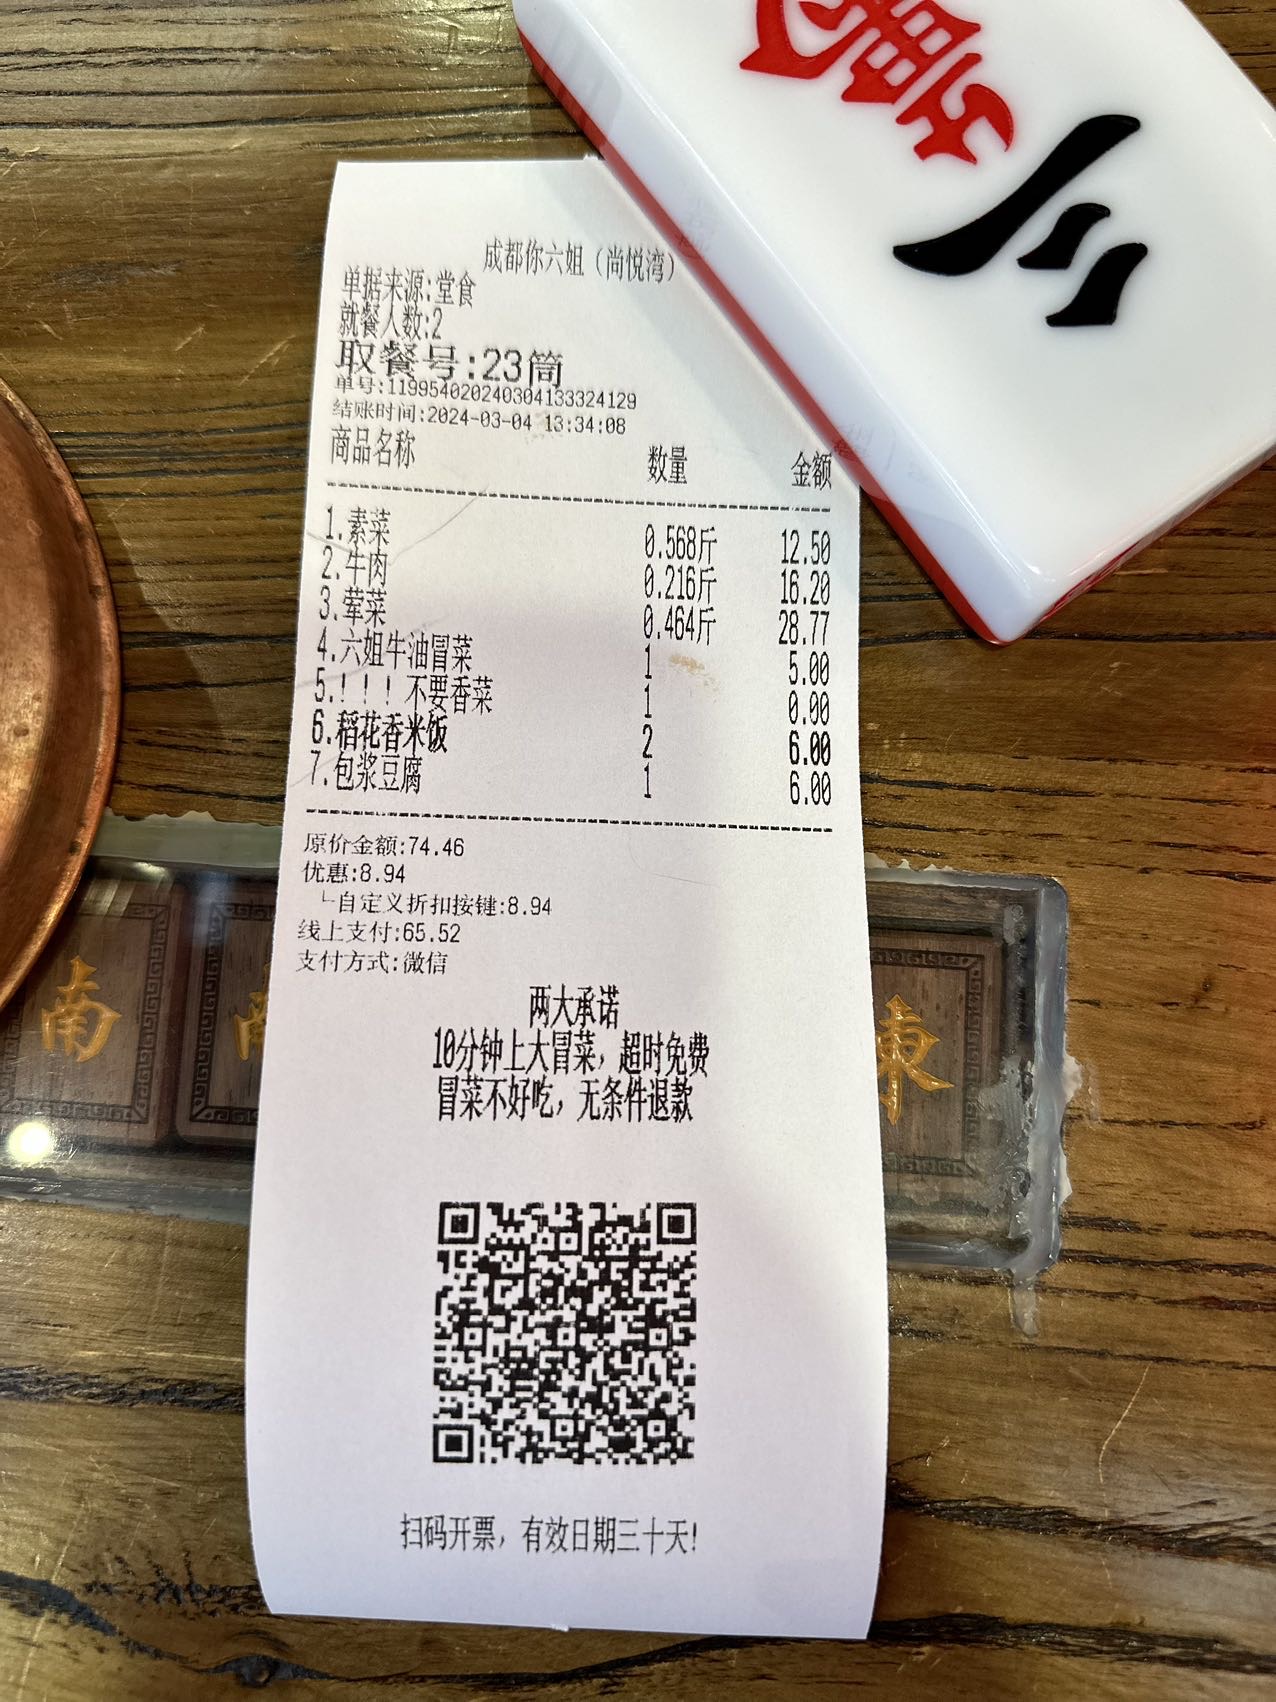 成都你六姐（尚悦湾）
单据来源:堂食
就餐人数:2
取餐号:23筒
单号:119954020240304133324129
结账时间:2024-03-04 13:34:08
商品名称 数量 金额
1.素菜 0.568斤 12.50
2.牛肉 0.216斤 16.20
3.荤菜 0.464斤 28.77
4.六姐牛油冒菜 1 5.00
5.！！！不要香菜 1 0.00
6.稻花香米饭 2 6.00
7.包浆豆腐 1 6.00
原价金额:74.46
优惠:8.94
└自定义折扣按键:8.94
线上支付:65.52
支付方式:微信
两大承诺
10分钟上大冒菜，超时免费
冒菜不好吃，无条件退款
扫码开票，有效日期三十天!
南
東